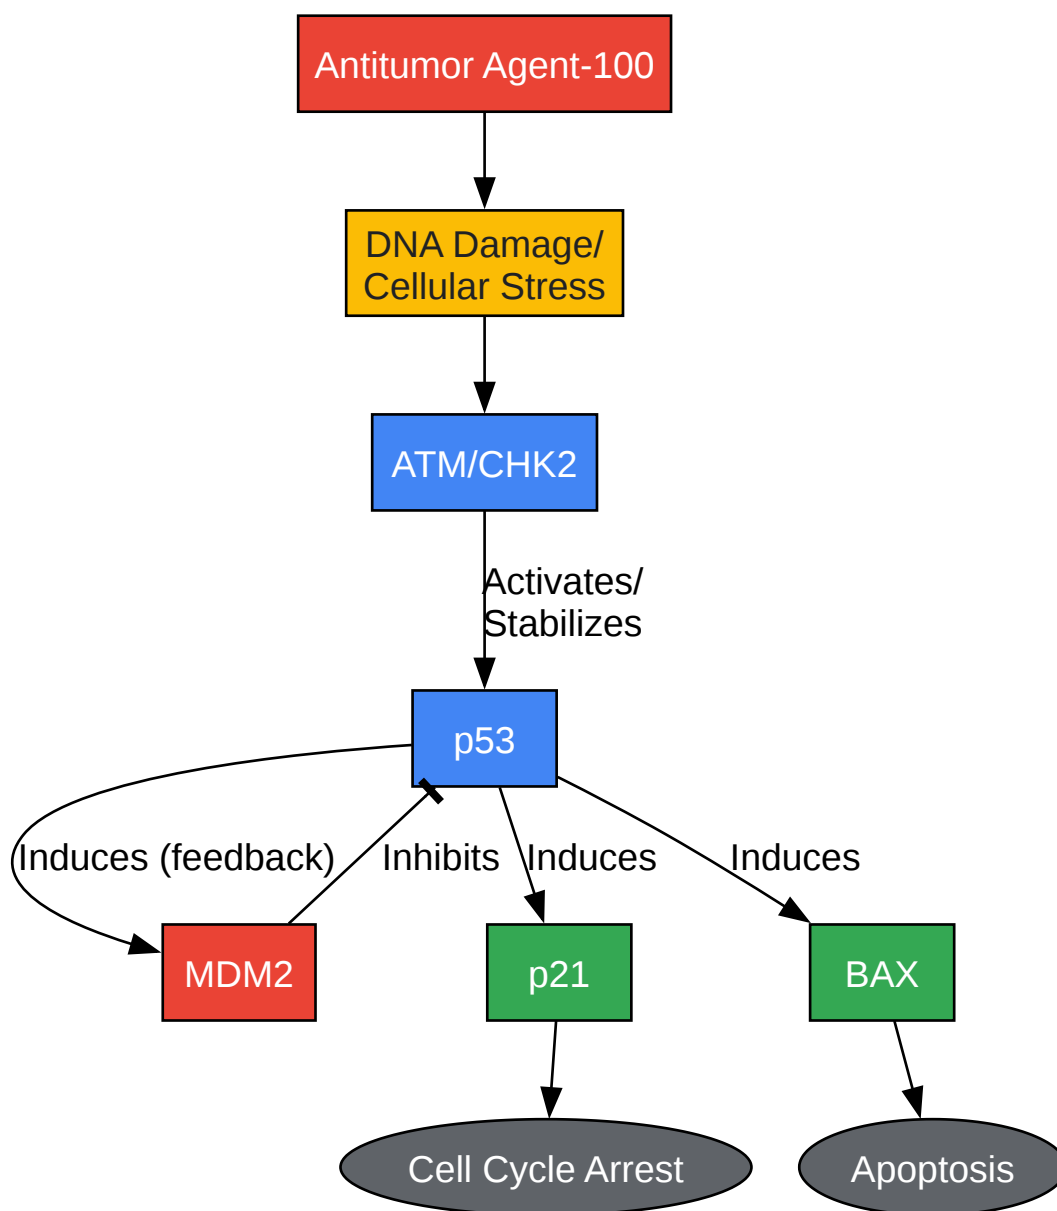 Antitumor Agent-100
DNA Damage/
Cellular Stress
ATM/CHK2
Activates/
Stabilizes
p53
Induces (feedback)
Inhibits
Induces
Induces
MDM2
p21
BAX
Cell Cycle Arrest
Apoptosis